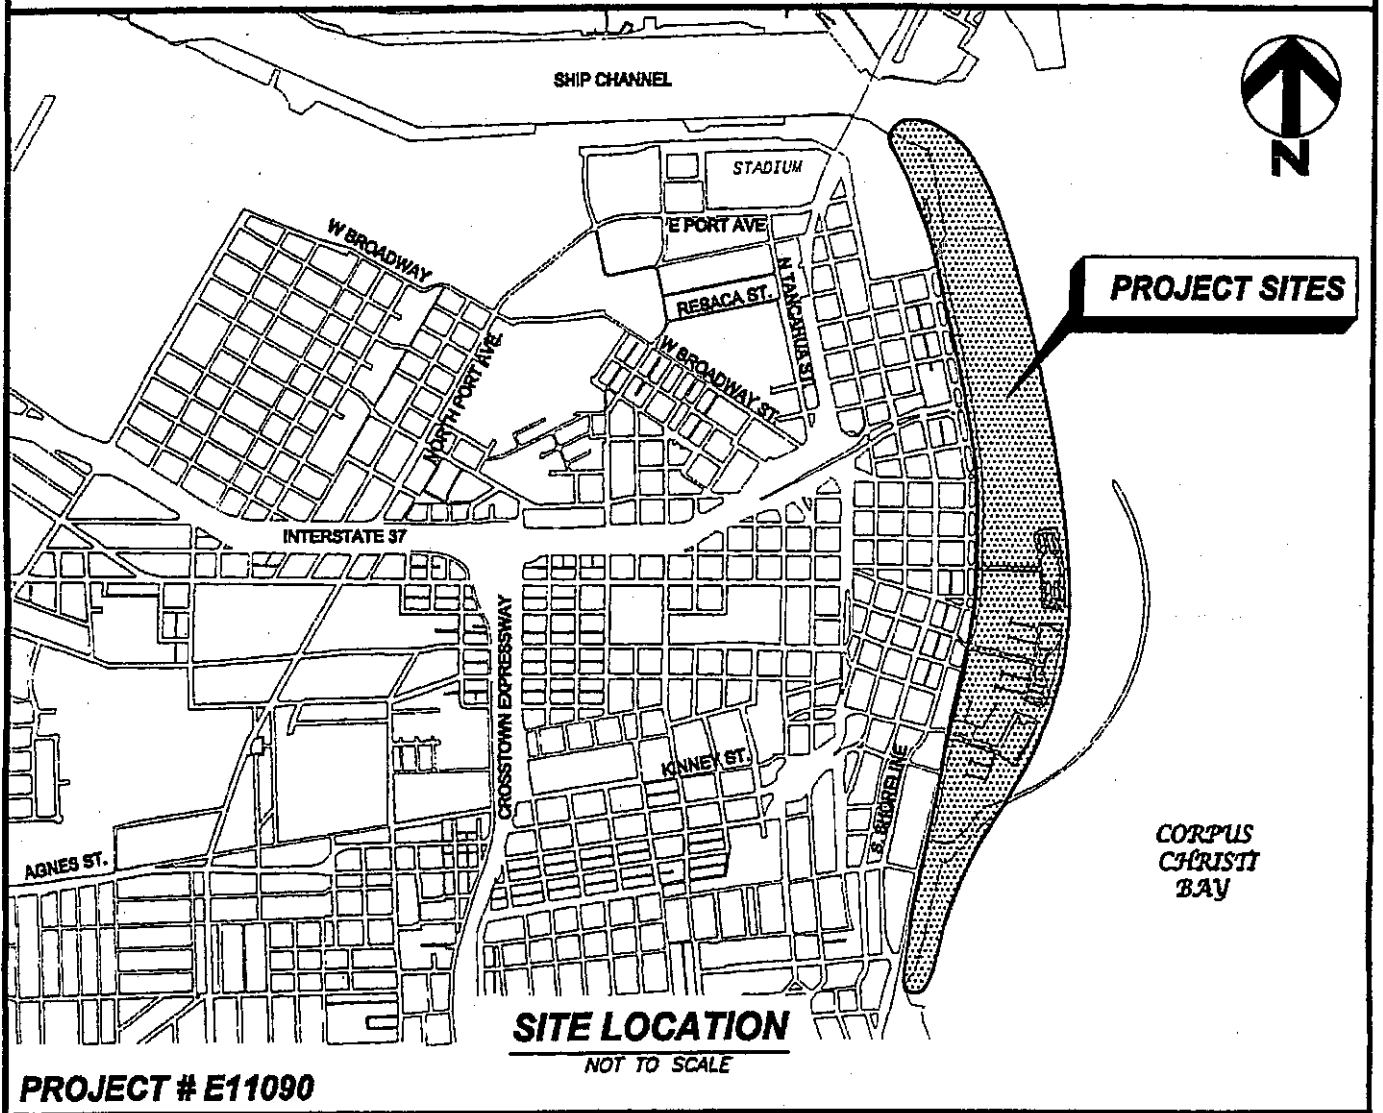 SHIP CHANNEL
N
STADIUM
E PORT AVE
W BROADWAY
N TANCAHUA ST.
RESACA ST.
PROJECT SITES
NORTH PORT AVE.
W BROADWAY ST.
INTERSTATE 37
CROSSTOWN EXPRESSWAY
KINNEY ST.
S. SHORELINE
AGNES ST.
CORPUS
CHRISTI
BAY
SITE LOCATION
NOT TO SCALE
PROJECT # E11090